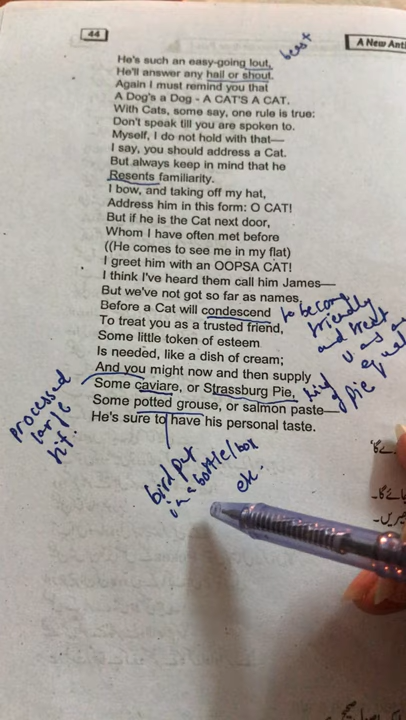 44
A New Anti
beast
He's such an easy-going lout,
He'll answer any hail or shout.
Again I must remind you that
A Dog's a Dog - A CAT'S A CAT.
With Cats, some say, one rule is true:
Don't speak till you are spoken to.
Myself, I do not hold with that—
I say, you should address a Cat.
But always keep in mind that he
Resents familiarity.
I bow, and taking off my hat,
Address him in this form: O CAT!
But if he is the Cat next door,
Whom I have often met before
((He comes to see me in my flat)
I greet him with an OOPSA CAT!
I think I've heard them call him James—
But we've not got so far as names,
Before a Cat will condescend
to become
friendly
and treat
u as an
equal
To treat you as a trusted friend,
Some little token of esteem
Is needed, like a dish of cream;
And you might now and then supply
Some caviare, or Strassburg Pie,
kind
of
pie
Some potted grouse, or salmon paste—
He's sure to have his personal taste.
processed
large
bird put
in a bottle/box
etc.